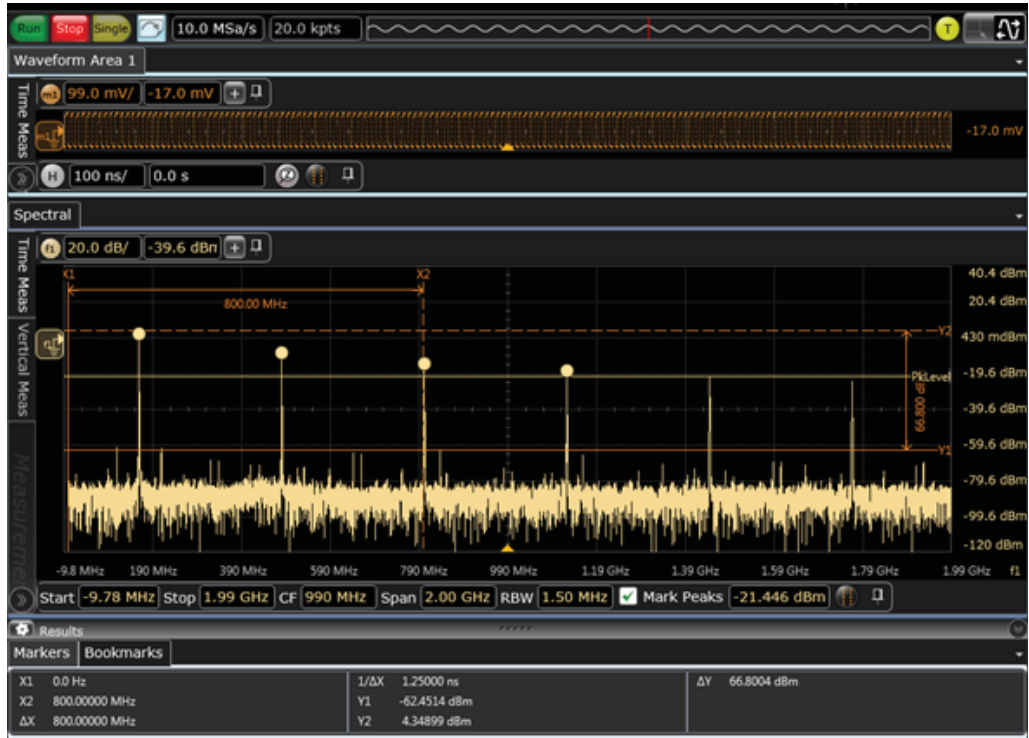 Run Stop Single 10.0 MSa/s 20.0 kpts T
Waveform Area 1
Time Meas
m1 99.0 mV/ -17.0 mV +
m1
-17.0 mV
H 100 ns/ 0.0 s
Spectral
Time Meas
Vertical Meas
Measurements
f1 20.0 dB/ -39.6 dBm +
X1 X2
800.00 MHz
40.4 dBm
20.4 dBm
Y2
430 mdBm
f1
PkLevel
-19.6 dBm
66.800 dB
-39.6 dBm
Y1
-59.6 dBm
-79.6 dBm
-99.6 dBm
-120 dBm
-9.8 MHz 190 MHz 390 MHz 590 MHz 790 MHz 990 MHz 1.19 GHz 1.39 GHz 1.59 GHz 1.79 GHz 1.99 GHz f1
Start -9.78 MHz Stop 1.99 GHz CF 990 MHz Span 2.00 GHz RBW 1.50 MHz Mark Peaks -21.446 dBm
Results
Markers Bookmarks
X1 0.0 Hz 1/ΔX 1.25000 ns ΔY 66.8004 dBm
X2 800.00000 MHz Y1 -62.4514 dBm
ΔX 800.00000 MHz Y2 4.34899 dBm